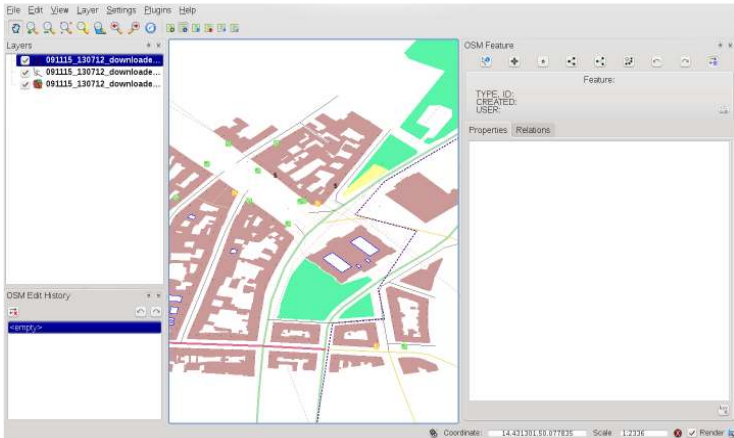 File Edit View Layer Settings Plugins Help
Layers
091115_130712_downloade...
091115_130712_downloade...
091115_130712_downloade...
OSM Edit History
<empty>
OSM Feature
Feature:
TYPE, ID:
CREATED:
USER:
Properties Relations
Coordinate: 14.431301,50.077835 Scale 1:2336 Render